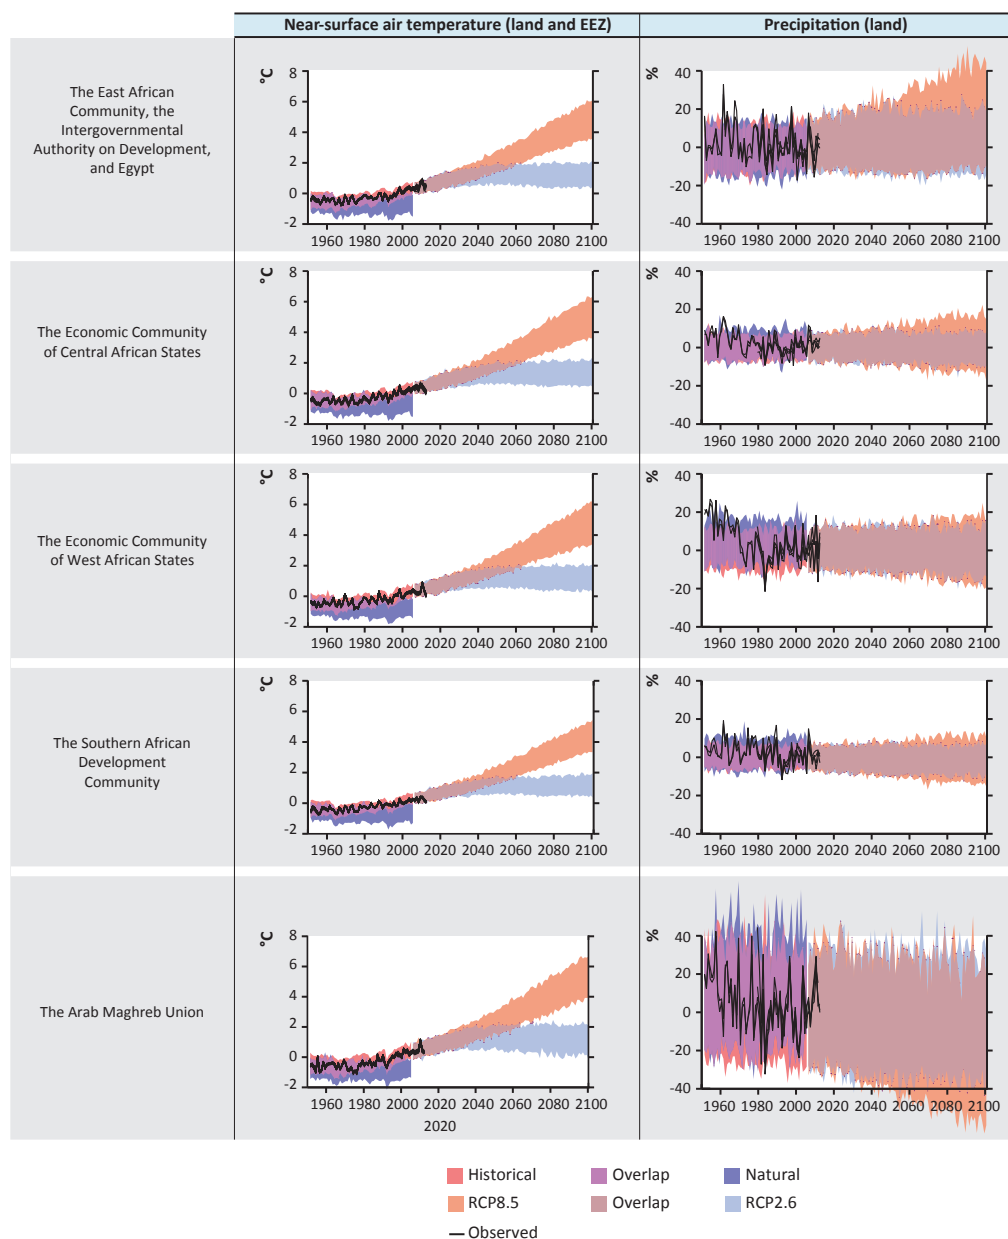 Near-surface air temperature (land and EEZ)
Precipitation (land)
The East African
Community, the
Intergovernmental
Authority on Development,
and Egypt
°C
8
6
4
2
0
-2
1960 1980 2000 2020 2040 2060 2080 2100
%
40
20
0
-20
-40
1960 1980 2000 2020 2040 2060 2080 2100
The Economic Community
of Central African States
°C
8
6
4
2
0
-2
1960 1980 2000 2020 2040 2060 2080 2100
%
40
20
0
-20
-40
1960 1980 2000 2020 2040 2060 2080 2100
The Economic Community
of West African States
°C
8
6
4
2
0
-2
1960 1980 2000 2020 2040 2060 2080 2100
%
40
20
0
-20
-40
1960 1980 2000 2020 2040 2060 2080 2100
The Southern African
Development
Community
°C
8
6
4
2
0
-2
1960 1980 2000 2020 2040 2060 2080 2100
%
40
20
0
-20
-40
1960 1980 2000 2020 2040 2060 2080 2100
The Arab Maghreb Union
°C
8
6
4
2
0
-2
1960 1980 2000 2020 2040 2060 2080 2100
2020
%
40
20
0
-20
-40
1960 1980 2000 2020 2040 2060 2080 2100
Historical Overlap Natural
RCP8.5 Overlap RCP2.6
Observed